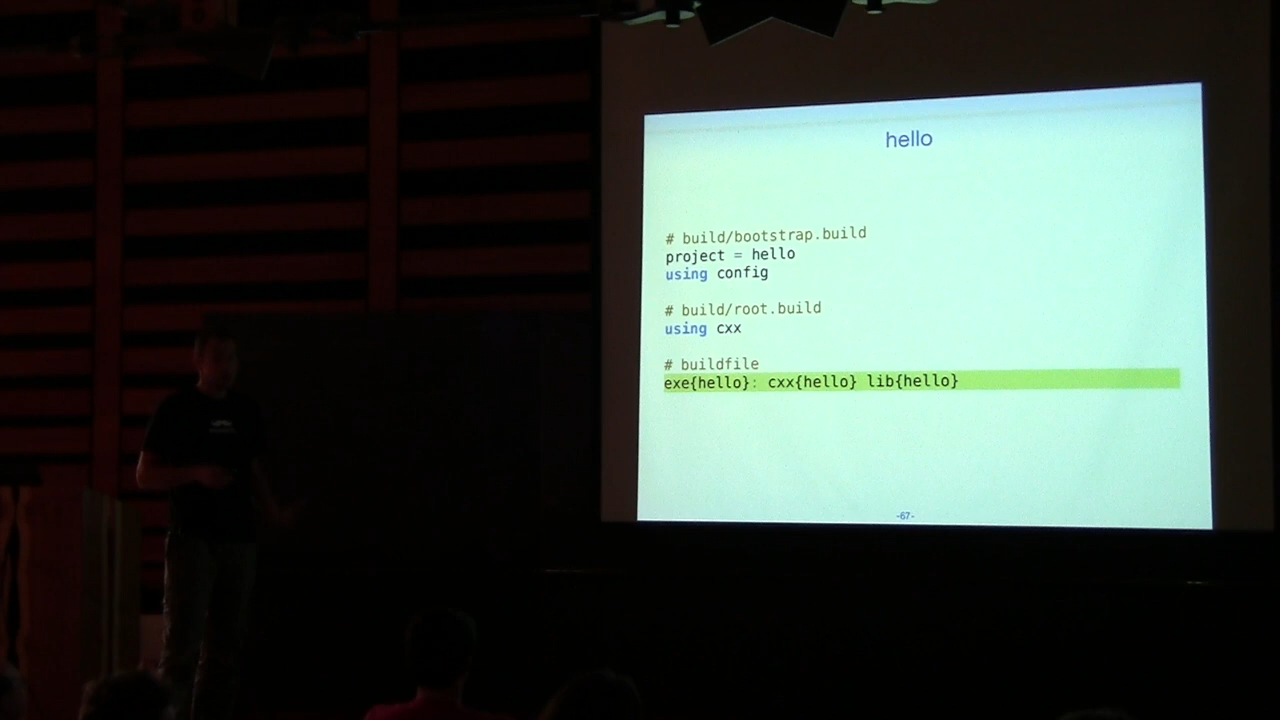 hello
# build/bootstrap.build
project = hello
using config
# build/root.build
using cxx
# buildfile
exe{hello}: cxx{hello} lib{hello}
-67-